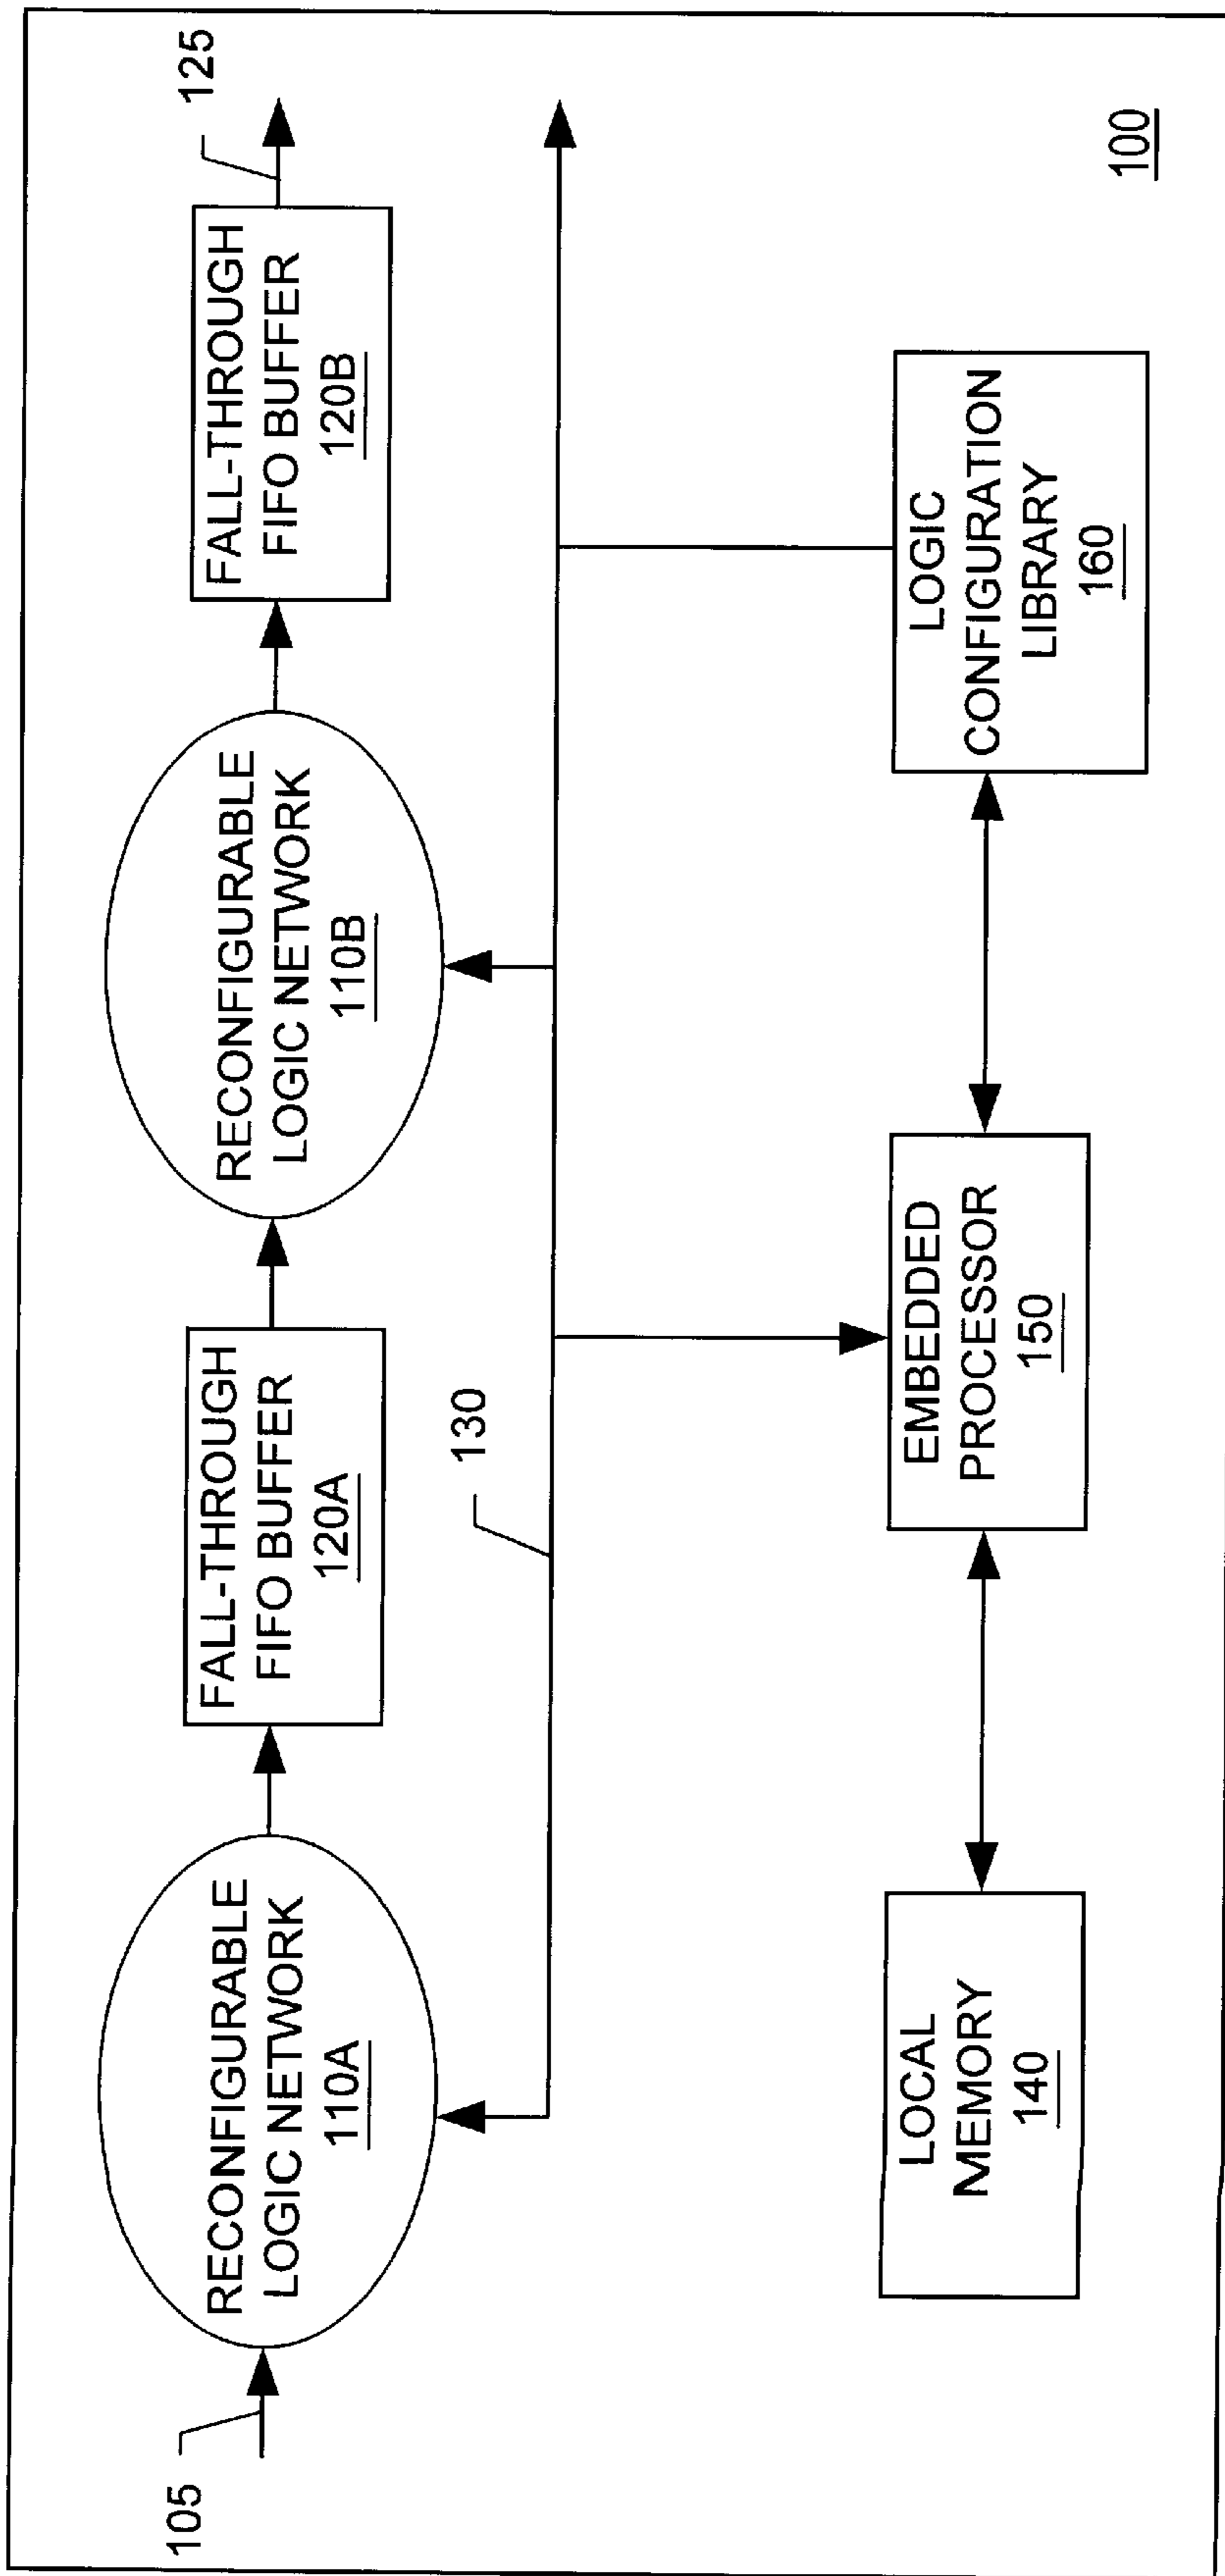 105
RECONFIGURABLE
LOGIC NETWORK
110A
FALL-THROUGH
FIFO BUFFER
120A
RECONFIGURABLE
LOGIC NETWORK
110B
FALL-THROUGH
FIFO BUFFER
120B
125
130
LOCAL
MEMORY
140
EMBEDDED
PROCESSOR
150
LOGIC
CONFIGURATION
LIBRARY
160
100